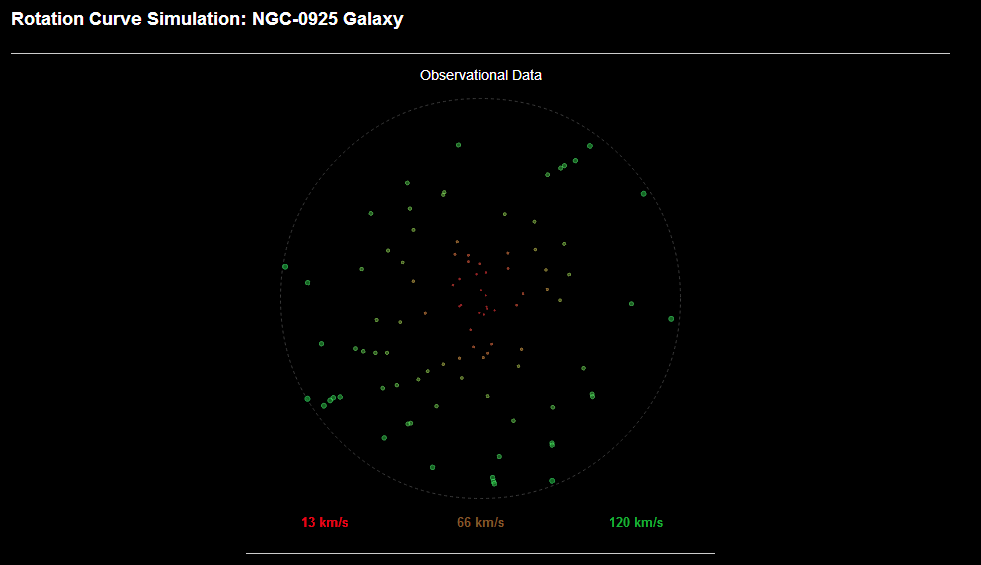 Rotation Curve Simulation: NGC-0925 Galaxy
Observational Data
13 km/s 66 km/s 120 km/s